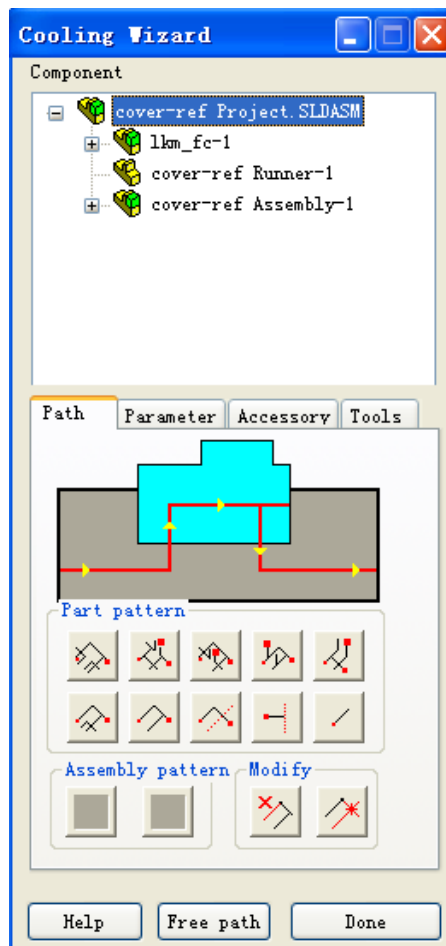 Cooling Wizard
Component
cover-ref Project.SLDASM
lkm_fc-1
cover-ref Runner-1
cover-ref Assembly-1
Path Parameter Accessory Tools
Part pattern
Assembly pattern Modify
Help Free path Done